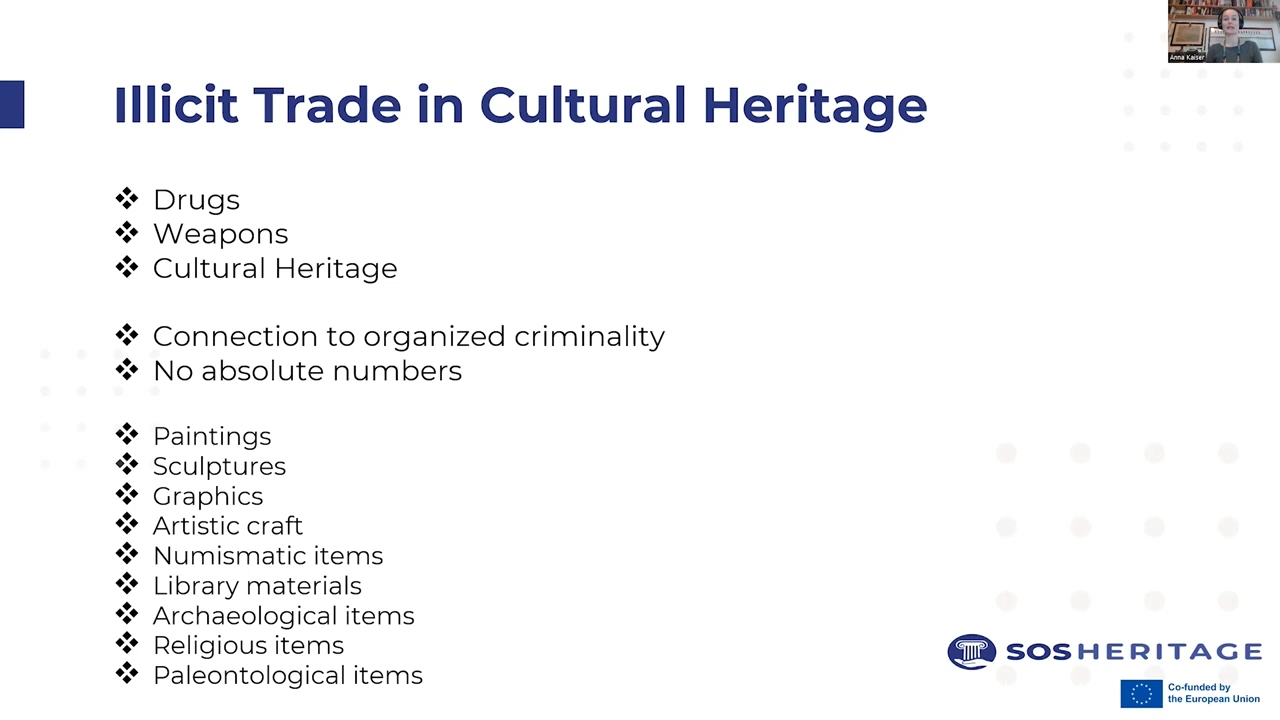 Anna Kaiser
Illicit Trade in Cultural Heritage
❖ Drugs
❖ Weapons
❖ Cultural Heritage
❖ Connection to organized criminality
❖ No absolute numbers
❖ Paintings
❖ Sculptures
❖ Graphics
❖ Artistic craft
❖ Numismatic items
❖ Library materials
❖ Archaeological items
❖ Religious items
❖ Paleontological items
SOSHERITAGE
Co-funded by
the European Union